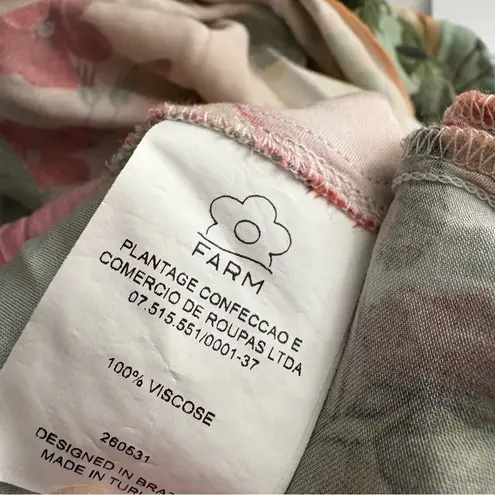 FARM
PLANTAGE CONFECCAO E
COMERCIO DE ROUPAS LTDA
07.515.551/0001-37
100% VISCOSE
260531
DESIGNED IN
MADE IN